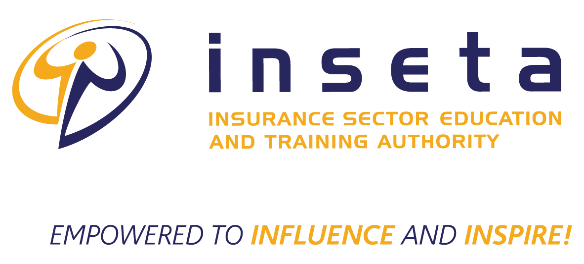 inseta
INSURANCE SECTOR EDUCATION
AND TRAINING AUTHORITY
EMPOWERED TO INFLUENCE AND INSPIRE!